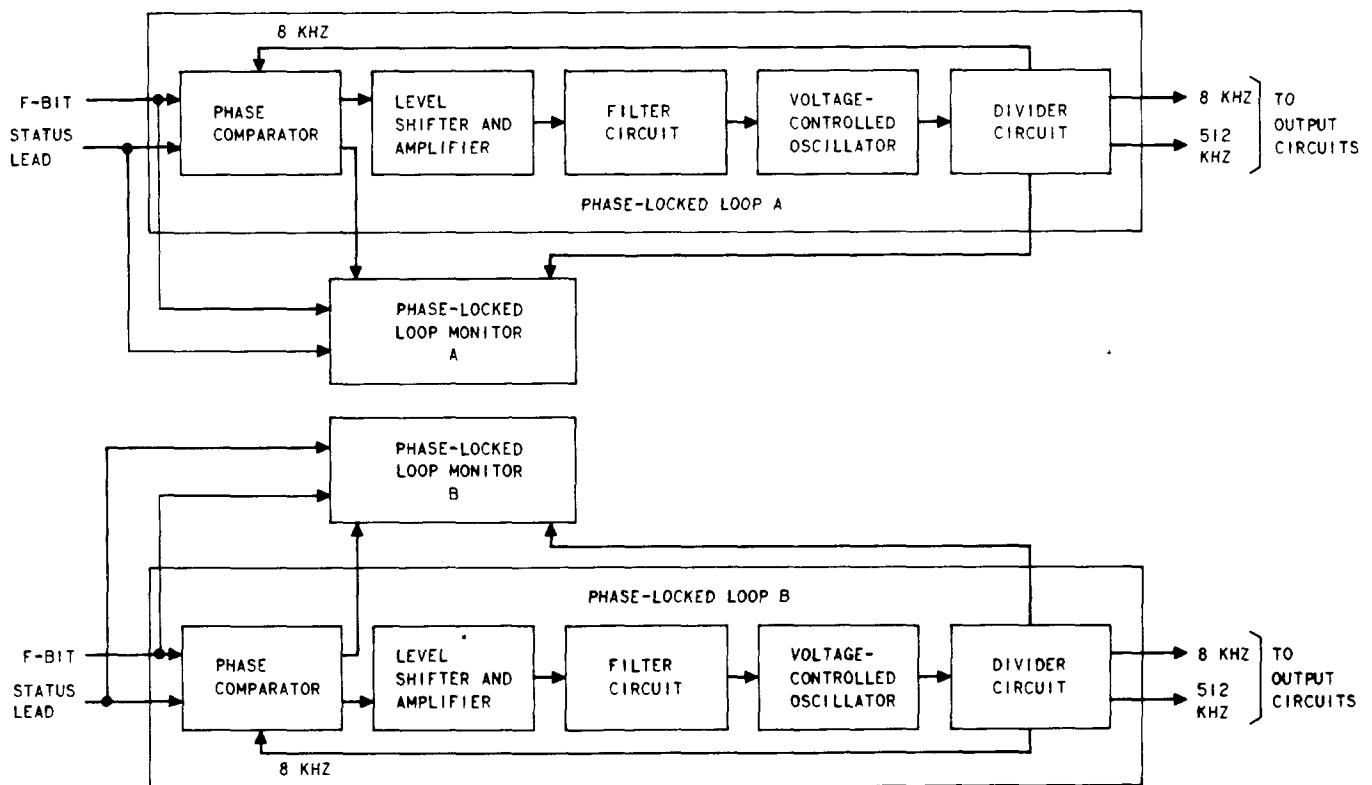 8 KHZ
F-BIT
STATUS
LEAD
PHASE
COMPARATOR
LEVEL
SHIFTER AND
AMPLIFIER
FILTER
CIRCUIT
VOLTAGE-
CONTROLLED
OSCILLATOR
DIVIDER
CIRCUIT
8 KHZ
512
KHZ
TO
OUTPUT
CIRCUITS
PHASE-LOCKED LOOP A
PHASE-LOCKED
LOOP MONITOR
A
PHASE-LOCKED
LOOP MONITOR
B
PHASE-LOCKED LOOP B
F-BIT
STATUS
LEAD
PHASE
COMPARATOR
LEVEL
SHIFTER AND
AMPLIFIER
FILTER
CIRCUIT
VOLTAGE-
CONTROLLED
OSCILLATOR
DIVIDER
CIRCUIT
8 KHZ
512
KHZ
TO
OUTPUT
CIRCUITS
8 KHZ